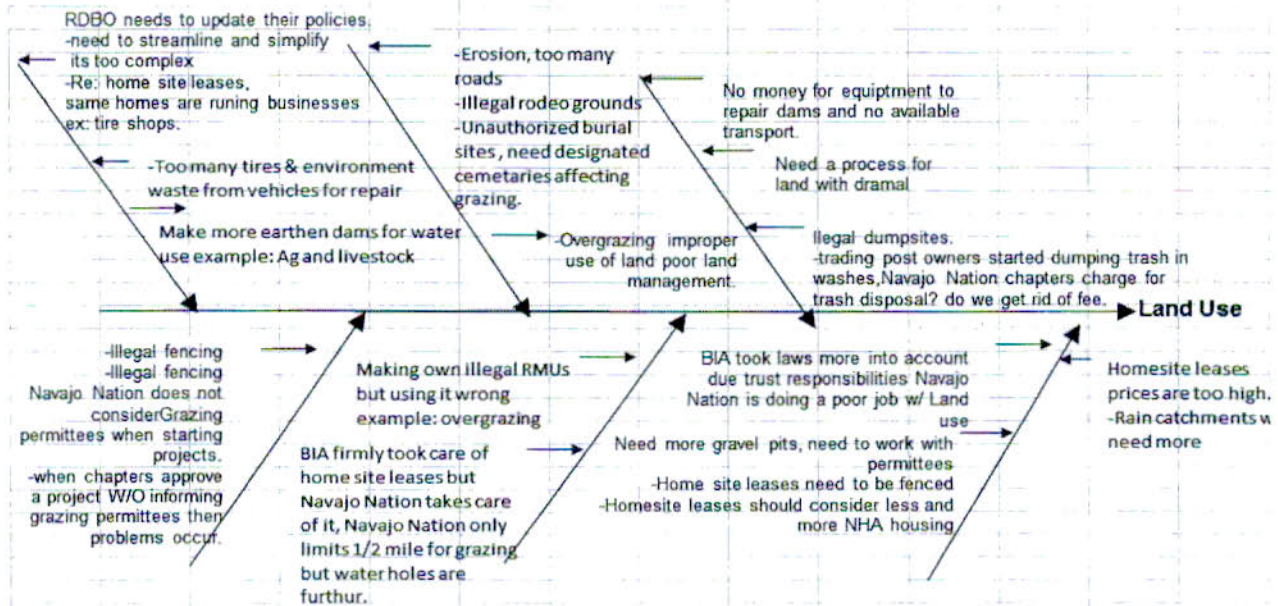 RDBO needs to update their policies.
-need to streamline and simplify
its too complex
-Re: home site leases,
same homes are runing businesses
ex: tire shops.
-Too many tires & environment
waste from vehicles for repair
Make more earthen dams for water
use example: Ag and livestock
-Erosion, too many
roads
-Illegal rodeo grounds
-Unauthorized burial
sites, need designated
cemetaries affecting
grazing.
-Overgrazing improper
use of land poor land
management.
No money for equiptment to
repair dams and no available
transport.
Need a process for
land with dramal
Ilegal dumpsites.
-trading post owners started dumping trash in
washes,Navajo Nation chapters charge for
trash disposal? do we get rid of fee.
Land Use
-Illegal fencing
-Illegal fencing
Navajo Nation does not
considerGrazing
permittees when starting
projects.
-when chapters approve
a project W/O informing
grazing permittees then
problems occur.
Making own illegal RMUs
but using it wrong
example: overgrazing
BIA firmly took care of
home site leases but
Navajo Nation takes care
of it, Navajo Nation only
limits 1/2 mile for grazing
but water holes are
furthur.
BIA took laws more into account
due trust responsibilities Navajo
Nation is doing a poor job w/ Land
use
Need more gravel pits, need to work with
permittees
-Home site leases need to be fenced
-Homesite leases should consider less and
more NHA housing
Homesite leases
prices are too high.
-Rain catchments w
need more